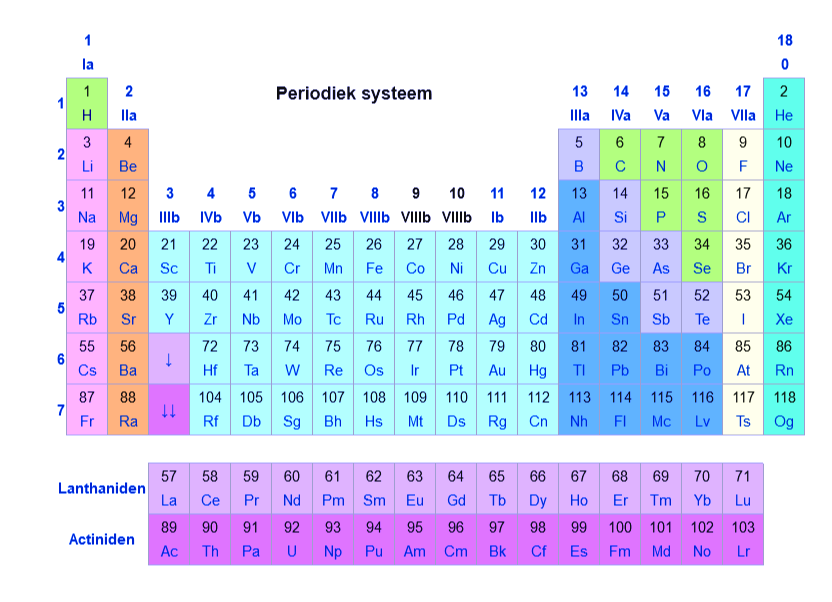 1 18
Ia 0
1 2 Periodiek systeem 13 14 15 16 17 2
1 H IIa IIIa IVa Va VIa VIIa He
3 4 5 6 7 8 9 10
2 Li Be B C N O F Ne
11 12 3 4 5 6 7 8 9 10 11 12 13 14 15 16 17 18
3 Na Mg IIIb IVb Vb VIb VIIb VIIIb VIIIb VIIIb Ib IIb Al Si P S Cl Ar
19 20 21 22 23 24 25 26 27 28 29 30 31 32 33 34 35 36
4 K Ca Sc Ti V Cr Mn Fe Co Ni Cu Zn Ga Ge As Se Br Kr
37 38 39 40 41 42 43 44 45 46 47 48 49 50 51 52 53 54
5 Rb Sr Y Zr Nb Mo Tc Ru Rh Pd Ag Cd In Sn Sb Te I Xe
55 56 ↓ 72 73 74 75 76 77 78 79 80 81 82 83 84 85 86
6 Cs Ba Hf Ta W Re Os Ir Pt Au Hg Tl Pb Bi Po At Rn
87 88 ↓↓ 104 105 106 107 108 109 110 111 112 113 114 115 116 117 118
7 Fr Ra Rf Db Sg Bh Hs Mt Ds Rg Cn Nh Fl Mc Lv Ts Og
57 58 59 60 61 62 63 64 65 66 67 68 69 70 71
Lanthaniden La Ce Pr Nd Pm Sm Eu Gd Tb Dy Ho Er Tm Yb Lu
89 90 91 92 93 94 95 96 97 98 99 100 101 102 103
Actiniden Ac Th Pa U Np Pu Am Cm Bk Cf Es Fm Md No Lr